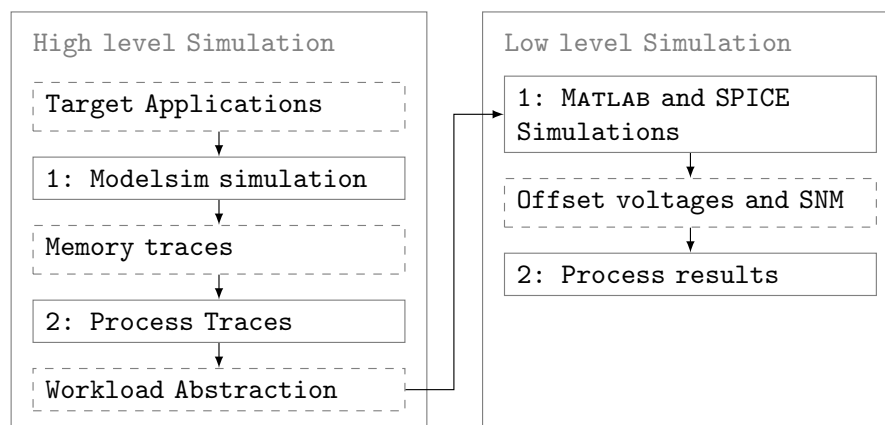 High level Simulation
Target Applications
1: Modelsim simulation
Memory traces
2: Process Traces
Workload Abstraction
Low level Simulation
1: MATLAB and SPICE
Simulations
Offset voltages and SNM
2: Process results